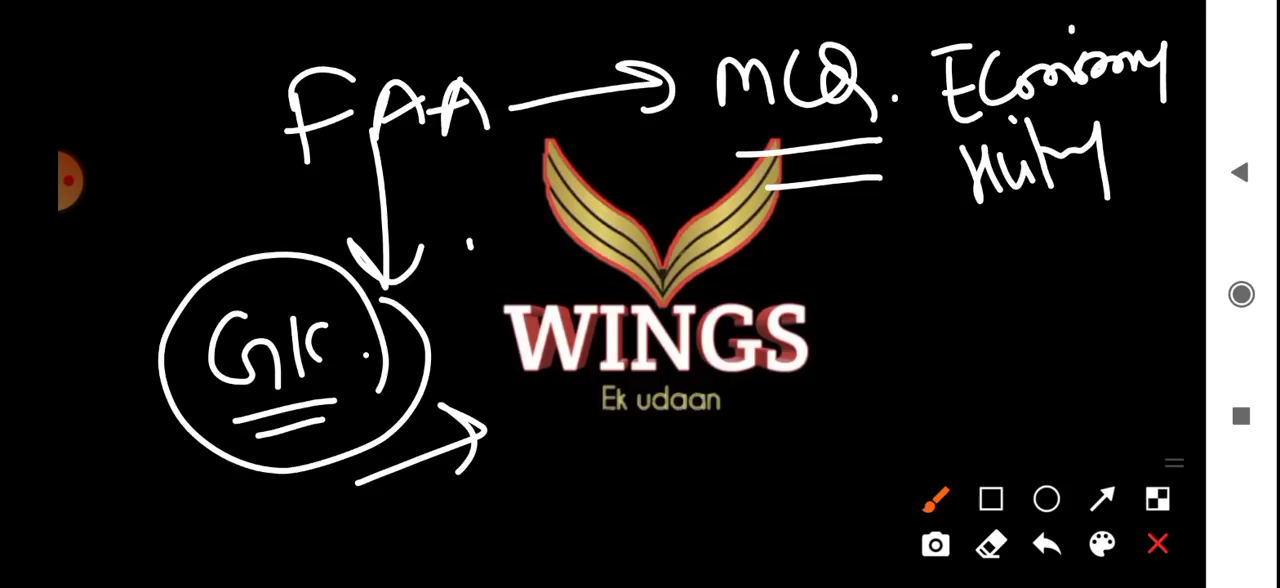 FAA → MCQ. Economy
History
GK.
WINGS
Ek udaan